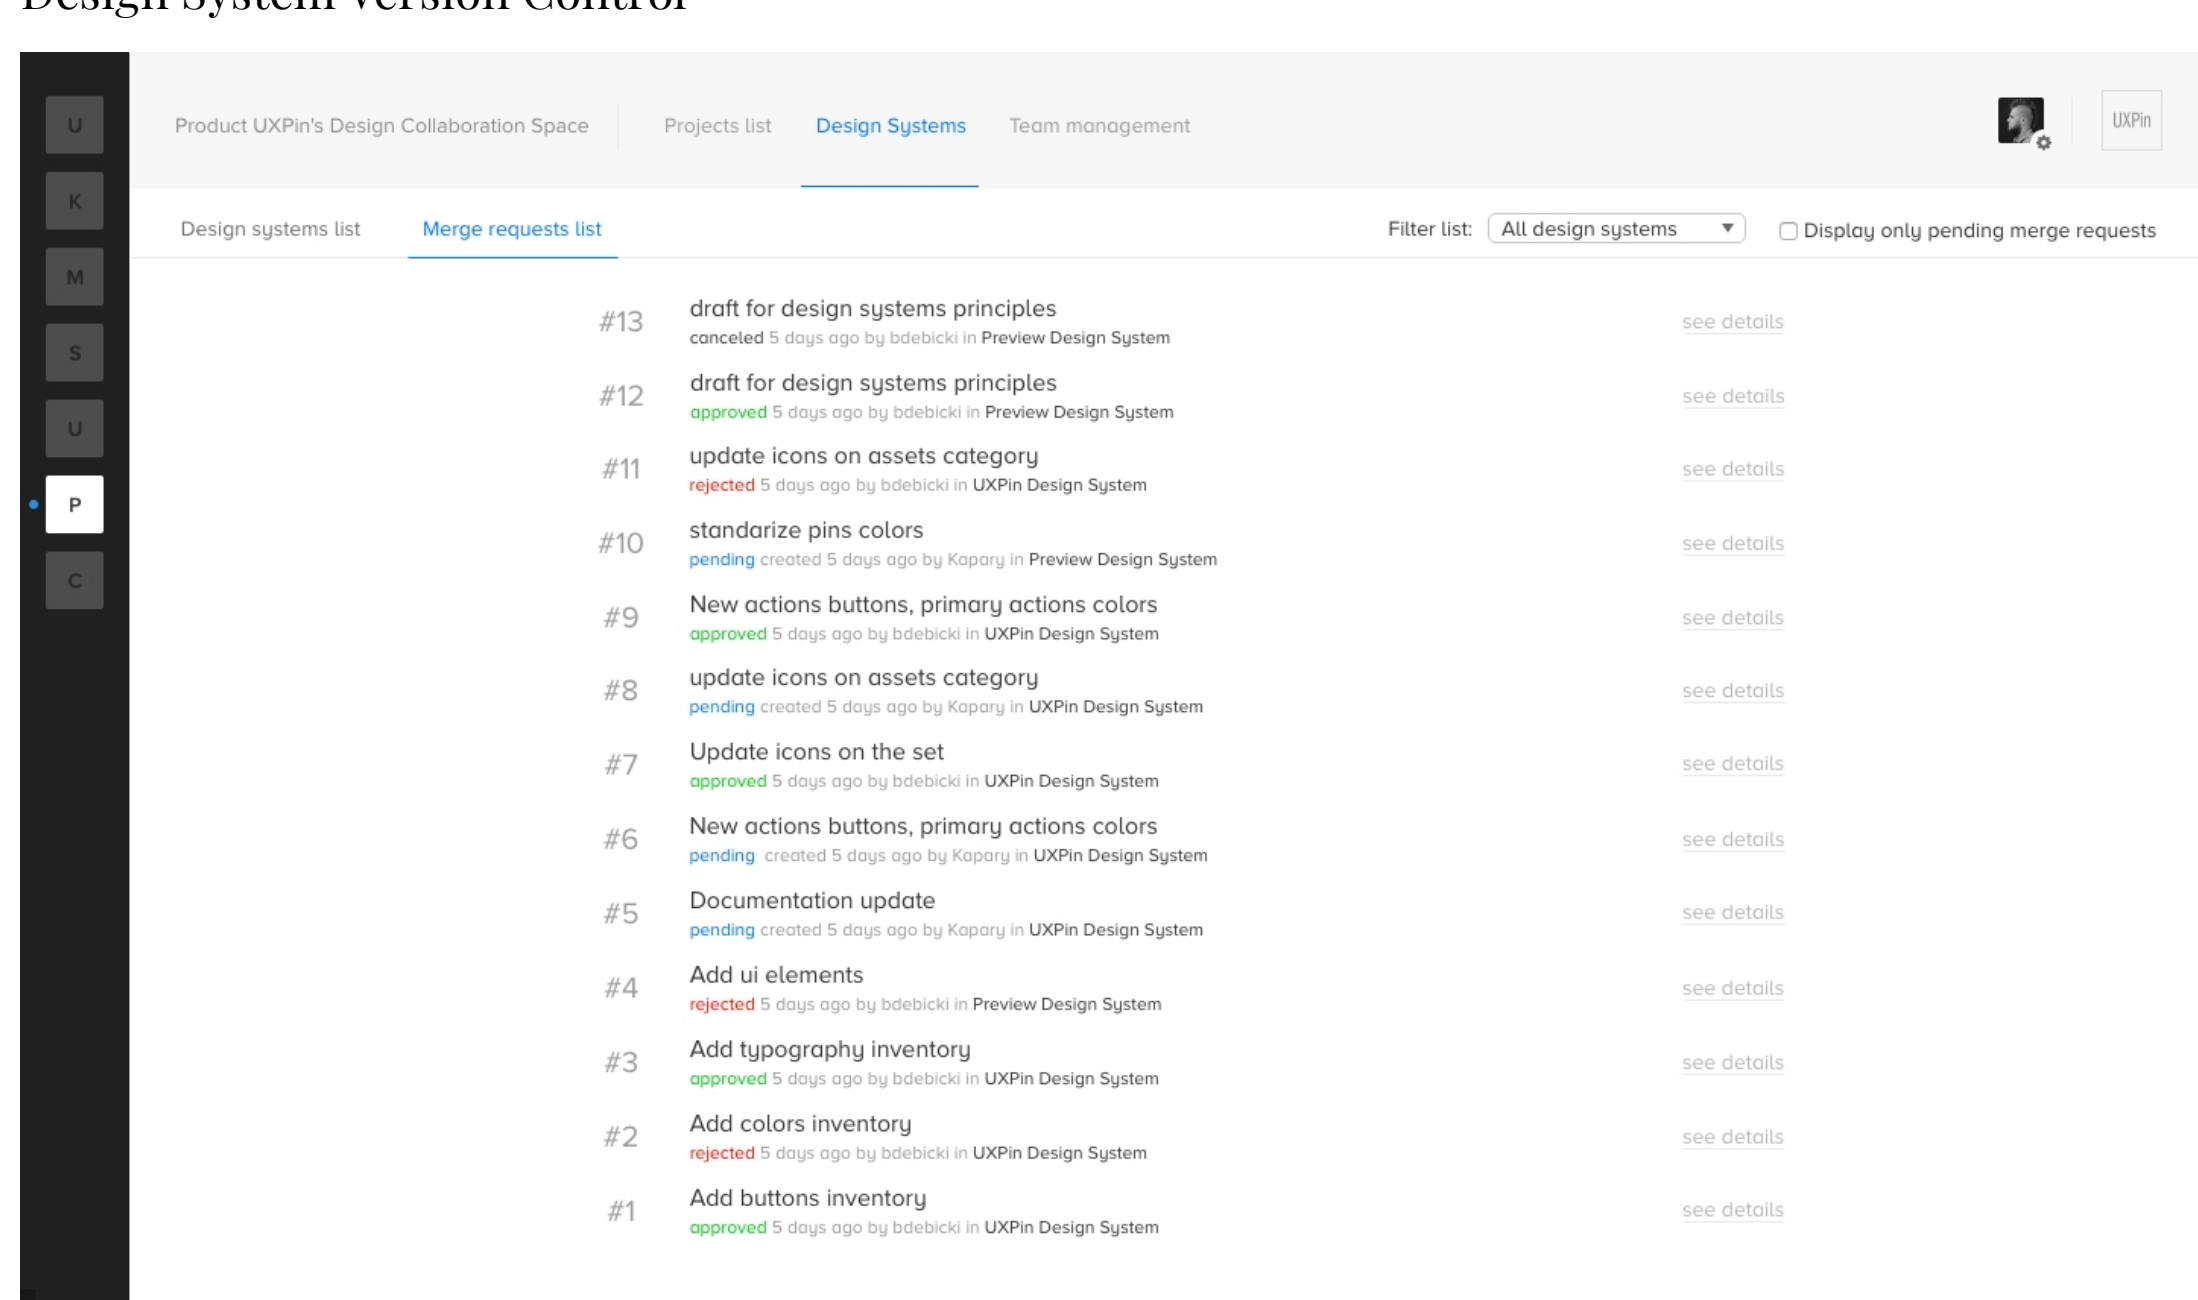 Design System Version Control
U
K
M
S
U
P
C
Product UXPin's Design Collaboration Space
Projects list
Design Systems
Team management
UXPin
Design systems list
Merge requests list
Filter list:
All design systems
Display only pending merge requests
#13
draft for design systems principles
canceled 5 days ago by bdebicki in Preview Design System
see details
#12
draft for design systems principles
approved 5 days ago by bdebicki in Preview Design System
see details
#11
update icons on assets category
rejected 5 days ago by bdebicki in UXPin Design System
see details
#10
standarize pins colors
pending created 5 days ago by Kapary in Preview Design System
see details
#9
New actions buttons, primary actions colors
approved 5 days ago by bdebicki in UXPin Design System
see details
#8
update icons on assets category
pending created 5 days ago by Kapary in UXPin Design System
see details
#7
Update icons on the set
approved 5 days ago by bdebicki in UXPin Design System
see details
#6
New actions buttons, primary actions colors
pending created 5 days ago by Kapary in UXPin Design System
see details
#5
Documentation update
pending created 5 days ago by Kapary in UXPin Design System
see details
#4
Add ui elements
rejected 5 days ago by bdebicki in Preview Design System
see details
#3
Add typography inventory
approved 5 days ago by bdebicki in UXPin Design System
see details
#2
Add colors inventory
rejected 5 days ago by bdebicki in UXPin Design System
see details
#1
Add buttons inventory
approved 5 days ago by bdebicki in UXPin Design System
see details